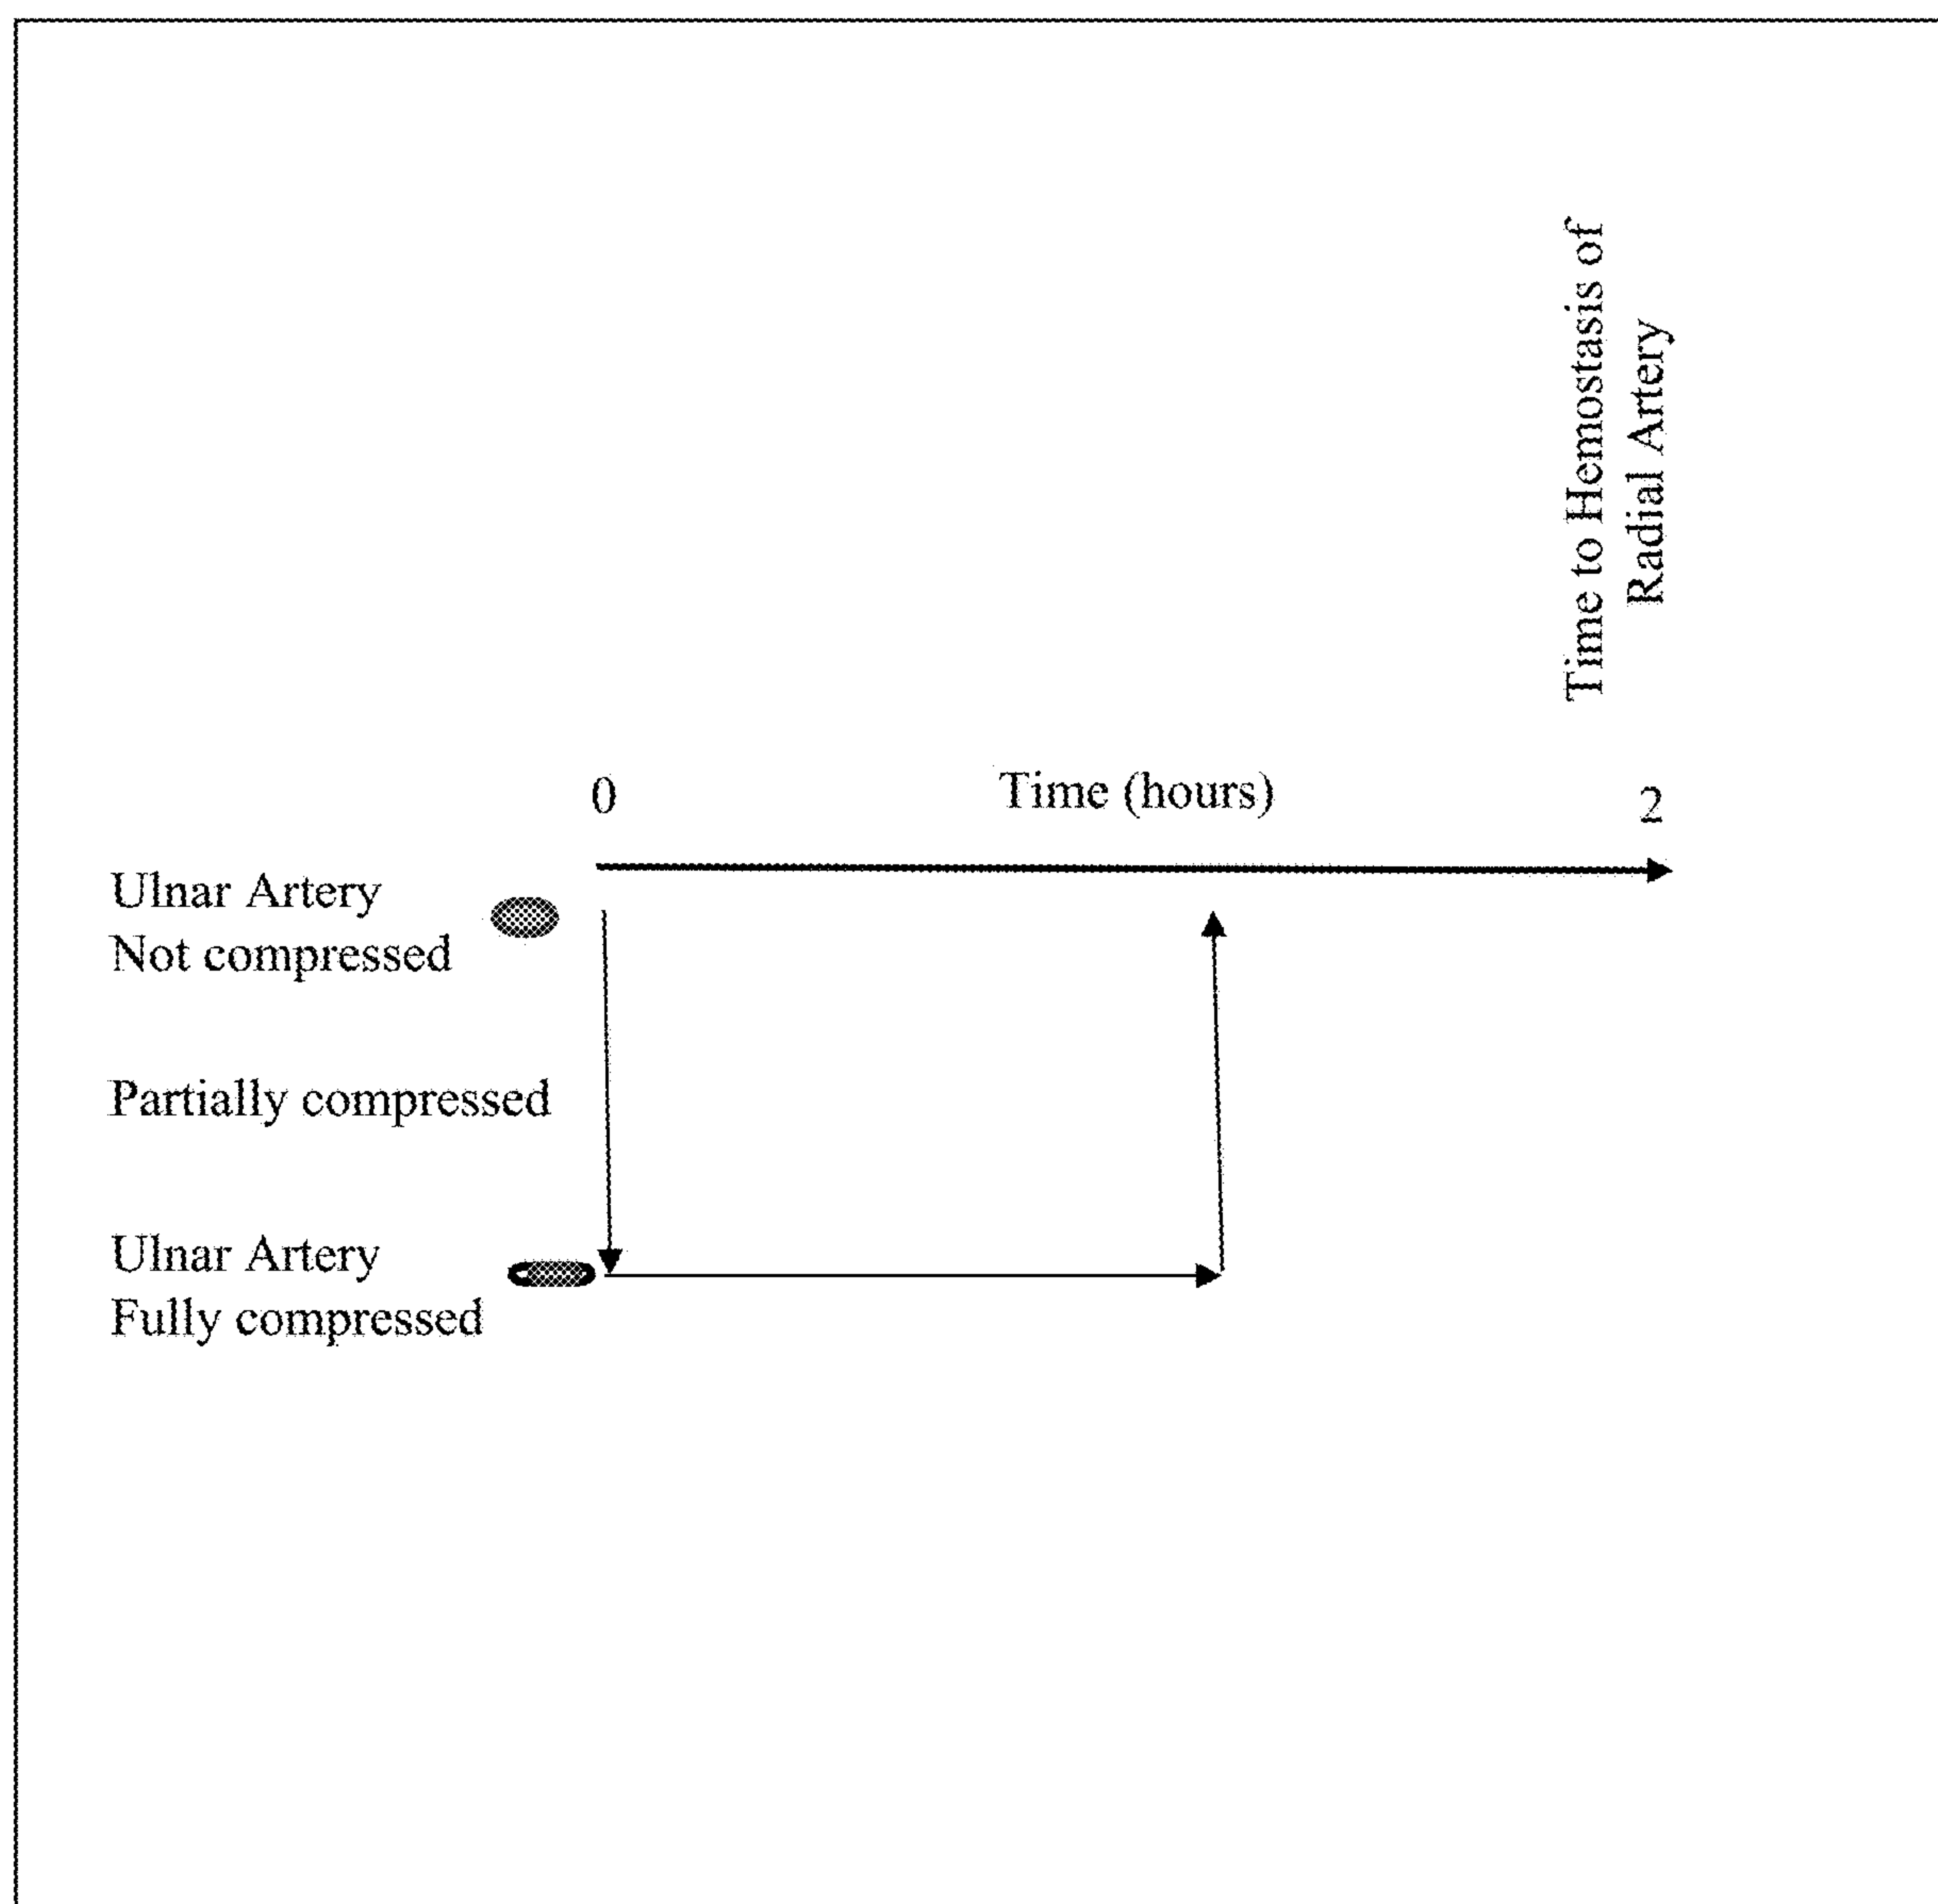 Time to Hemostasis of
Radial Artery
0
Time (hours)
2
Ulnar Artery
Not compressed
Partially compressed
Ulnar Artery
Fully compressed